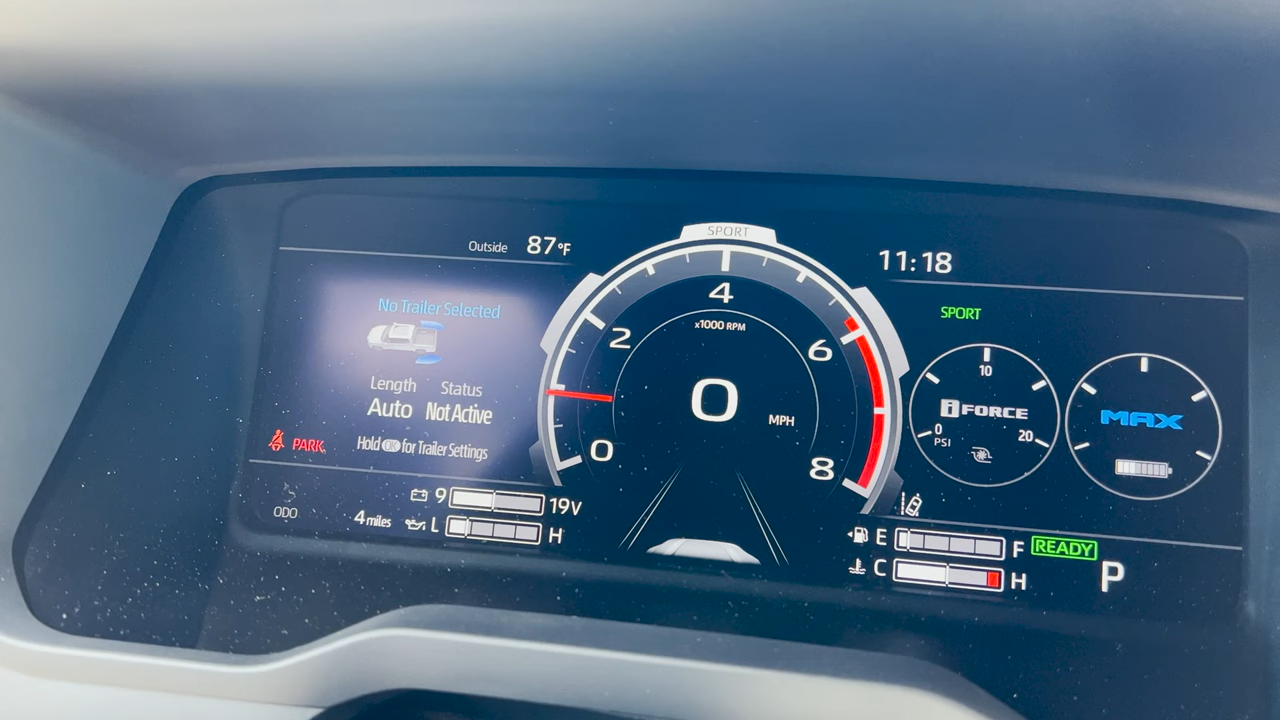 SPORT
Outside 87°F
11:18
No Trailer Selected
Length Status
Auto Not Active
Hold OK for Trailer Settings
PARK
ODO
4 miles
9 19V
L H
0 2 4 6 8
x1000 RPM
0
MPH
SPORT
10
iFORCE
0 20
PSI
MAX
E F
READY
C H
P